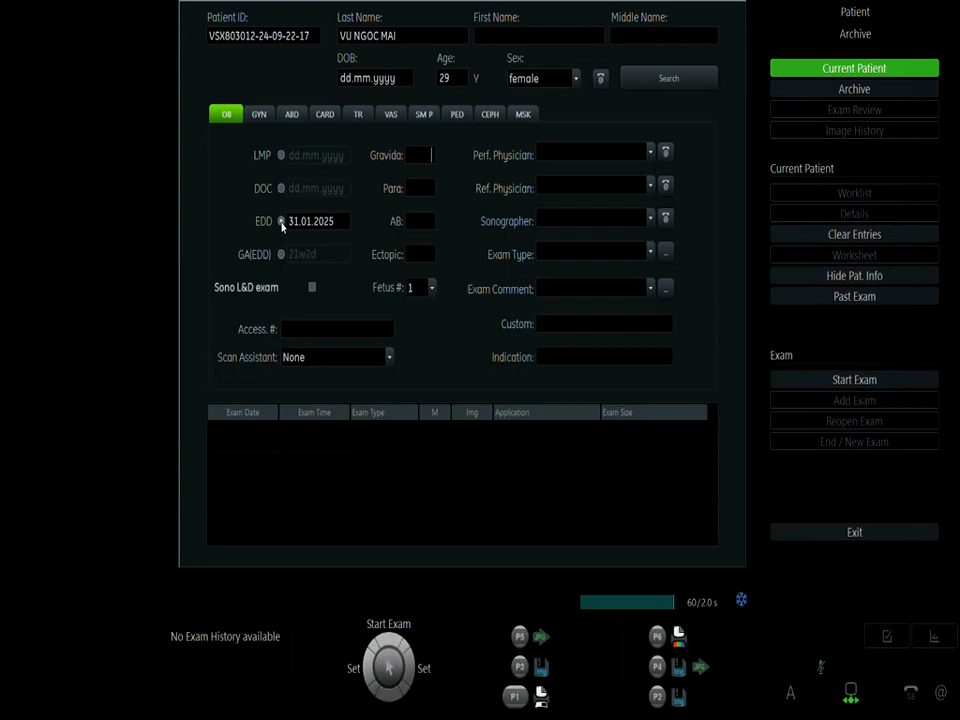 Patient ID: Last Name: First Name: Middle Name:
VSX803012-24-09-22-17 VU NGOC MAI
DOB: Age: Sex:
dd.mm.yyyy 29 Y female Search
OB GYN ABD CARD TR VAS SM P PED CEPH MSK
LMP dd.mm.yyyy Gravida: Perf. Physician:
DOC dd.mm.yyyy Para: Ref. Physician:
EDD 31.01.2025 AB: Sonographer:
GA(EDD) 21w2d Ectopic: Exam Type: ...
Sono L&D exam Fetus #: 1 Exam Comment: ...
Access. #: Custom:
Scan Assistant: None Indication:
Exam Date Exam Time Exam Type M Img Application Exam Size
60/2.0 s
No Exam History available
Start Exam
Set Set
P5 JPG
P3 img
P1
P6
P4 img JPG
P2 img
Patient
Archive
Current Patient
Archive
Exam Review
Image History
Current Patient
Worklist
Details
Clear Entries
Worksheet
Hide Pat. Info
Past Exam
Exam
Start Exam
Add Exam
Reopen Exam
End / New Exam
Exit
A @